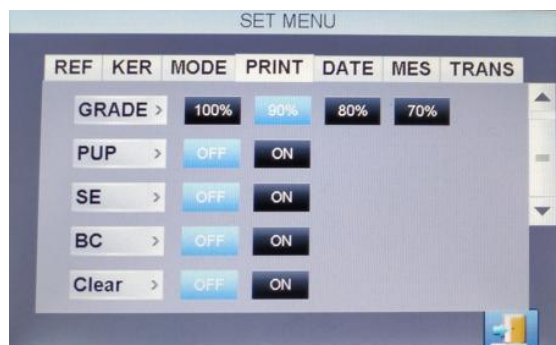 SET MENU
REF KER MODE PRINT DATE MES TRANS
GRADE > 100% 90% 80% 70%
PUP > OFF ON
SE > OFF ON
BC > OFF ON
Clear > OFF ON